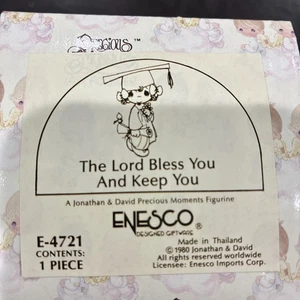 Precious
The Lord Bless You
And Keep You
A Jonathan & David Precious Moments Figurine
ENESCO®
DESIGNED GIFTWARE
E-4721
CONTENTS:
1 PIECE
Made in Thailand
©1980 Jonathan & David
All rights reserved worldwide
Licensee: Enesco Imports Corp.